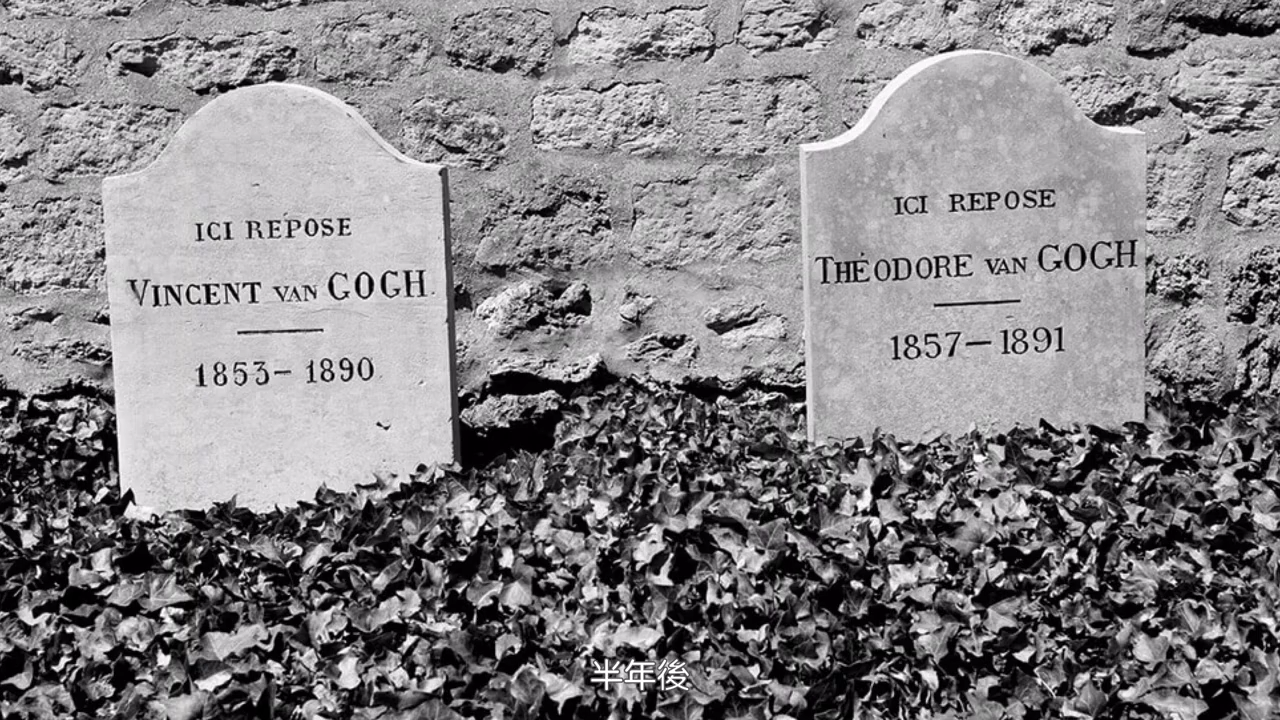 ICI REPOSE
VINCENT VAN GOGH
1853–1890
ICI REPOSE
THÉODORE VAN GOGH
1857–1891
半年後